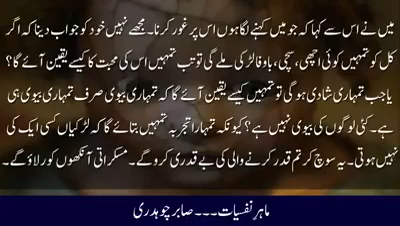 میں نے اس سے کہا کہ جو میں کہنے لگا ہوں اس پر غور کرنا۔ مجھے نہیں خود کو جواب دینا کہ اگر
کل کو تمہیں کوئی اچھی، سچی، باوفا لڑکی ملے گی تو تب تمہیں اس کی محبت کا کیسے یقین آئے گا؟
یا جب تمہاری شادی ہوگی تو تمہیں کیسے یقین آئے گا کہ تمہاری بیوی صرف تمہاری بیوی ہی
ہے۔ کئی لوگوں کی بیوی نہیں ہے؟ کیونکہ تمہارا تجربہ تمہیں بتائے گا کہ لڑکیاں کسی ایک کی
نہیں ہوتی۔ یہ سوچ کر تم قدر کرنے والی کی بے قدری کرو گے۔ مسکراتی آنکھوں کو رلاؤ گے۔
ماہرِ نفسیات ۔۔۔ صابر چوہدری